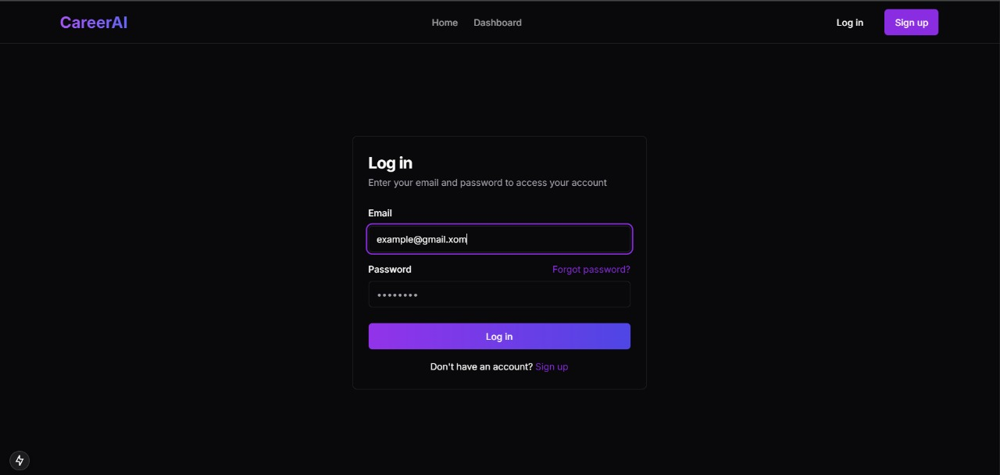 CareerAI
Home Dashboard
Log in Sign up
Log in
Enter your email and password to access your account
Email
example@gmail.xom
Password Forgot password?
••••••••
Log in
Don't have an account? Sign up